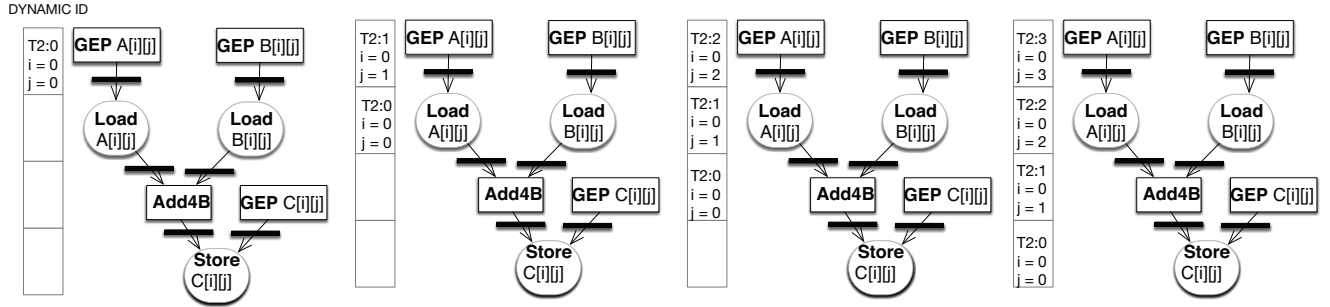 DYNAMIC ID
T2:0
i = 0
j = 0
GEP A[i][j]
GEP B[i][j]
Load
A[i][j]
Load
B[i][j]
Add4B
GEP C[i][j]
Store
C[i][j]
T2:1
i = 0
j = 1
T2:0
i = 0
j = 0
GEP A[i][j]
GEP B[i][j]
Load
A[i][j]
Load
B[i][j]
Add4B
GEP C[i][j]
Store
C[i][j]
T2:2
i = 0
j = 2
T2:1
i = 0
j = 1
T2:0
i = 0
j = 0
GEP A[i][j]
GEP B[i][j]
Load
A[i][j]
Load
B[i][j]
Add4B
GEP C[i][j]
Store
C[i][j]
T2:3
i = 0
j = 3
T2:2
i = 0
j = 2
T2:1
i = 0
j = 1
T2:0
i = 0
j = 0
GEP A[i][j]
GEP B[i][j]
Load
A[i][j]
Load
B[i][j]
Add4B
GEP C[i][j]
Store
C[i][j]